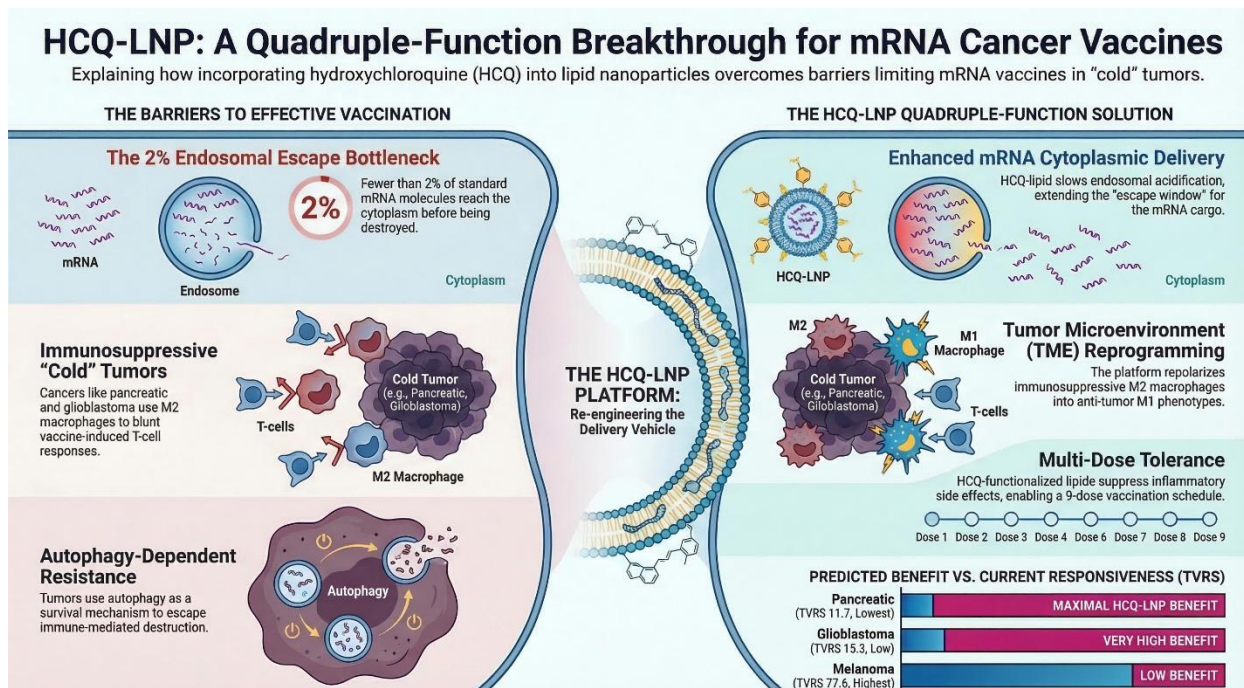 HCQ-LNP: A Quadruple-Function Breakthrough for mRNA Cancer Vaccines
Explaining how incorporating hydroxychloroquine (HCQ) into lipid nanoparticles overcomes barriers limiting mRNA vaccines in “cold” tumors.
THE BARRIERS TO EFFECTIVE VACCINATION
The 2% Endosomal Escape Bottleneck
mRNA
Endosome
2%
Fewer than 2% of standard
mRNA molecules reach the
cytoplasm before being
destroyed.
Cytoplasm
Immunosuppressive
“Cold” Tumors
Cancers like pancreatic
and glioblastoma use M2
macrophages to blunt
vaccine-induced T-cell
responses.
T-cells
Cold Tumor
(e.g., Pancreatic,
Giloblastoma)
M2 Macrophage
Autophagy-Dependent
Resistance
Tumors use autophagy as a
survival mechanism to escape
immune-mediated destruction.
Autophagy
THE HCQ-LNP
PLATFORM:
Re-engineering the
Delivery Vehicle
THE HCQ-LNP QUADRUPLE-FUNCTION SOLUTION
Enhanced mRNA Cytoplasmic Delivery
HCQ-lipid slows endosomal acidification,
extending the "escape window" for
the mRNA cargo.
HCQ-LNP
Cytoplasm
M2
M1
Macrophage
Cold Tumor
(e.g., Pancreatic,
Giloblastoma)
T-cells
Tumor Microenvironment
(TME) Reprogramming
The platform repolarizes
immunosuppressive M2 macrophages
into anti-tumor M1 phenotypes.
Multi-Dose Tolerance
HCQ-functionalized lipide suppress inflammatory
side effects, enabling a 9-dose vaccination schedule.
Dose 1 Dose 2 Dose 3 Dose 4 Dose 6 Dose 7 Dose 8 Dose 9
PREDICTED BENEFIT VS. CURRENT RESPONSIVENESS (TVRS)
Pancreatic
(TVRS 11.7, Lowest)
MAXIMAL HCQ-LNP BENEFIT
Glioblastoma
(TVRS 15.3, Low)
VERY HIGH BENEFIT
Melanoma
(TVRS 77.6, Highest)
LOW BENEFIT